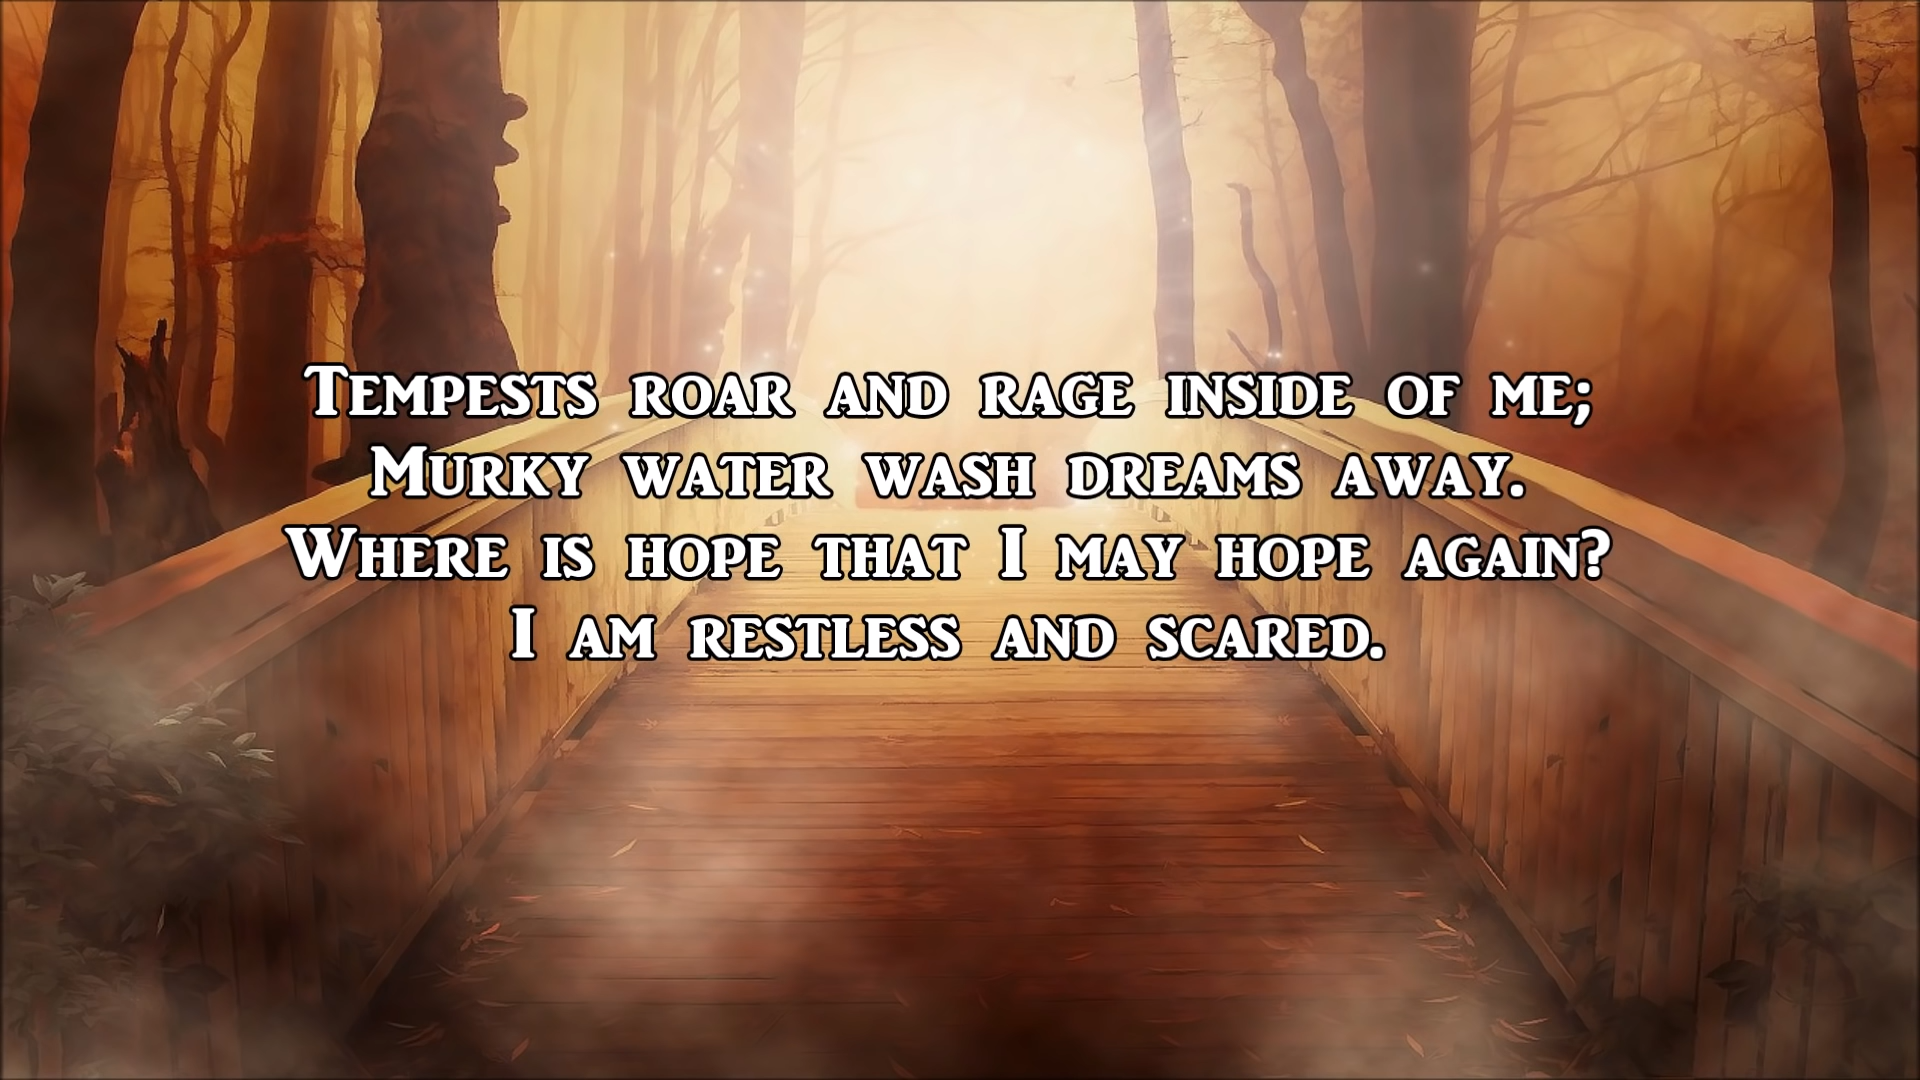 Tempests roar and rage inside of me;
Murky water wash dreams away.
Where is hope that I may hope again?
I am restless and scared.